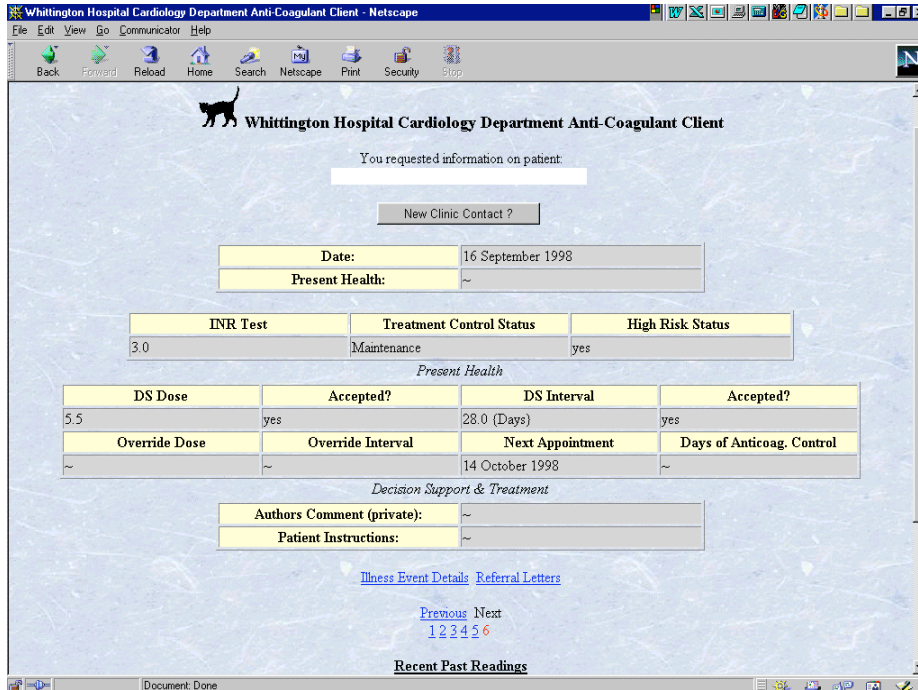 Whittington Hospital Cardiology Department Anti-Coagulant Client - Netscape
File Edit View Go Communicator Help
Back Forward Reload Home Search Netscape Print Security Stop
Whittington Hospital Cardiology Department Anti-Coagulant Client
You requested information on patient:
New Clinic Contact ?
Date: 16 September 1998
Present Health: ~
INR Test Treatment Control Status High Risk Status
3.0 Maintenance yes
Present Health
DS Dose Accepted? DS Interval Accepted?
5.5 yes 28.0 (Days) yes
Override Dose Override Interval Next Appointment Days of Anticoag. Control
~ ~ 14 October 1998 ~
Decision Support & Treatment
Authors Comment (private): ~
Patient Instructions: ~
Illness Event Details Referral Letters
Previous Next
1 2 3 4 5 6
Recent Past Readings
Document: Done